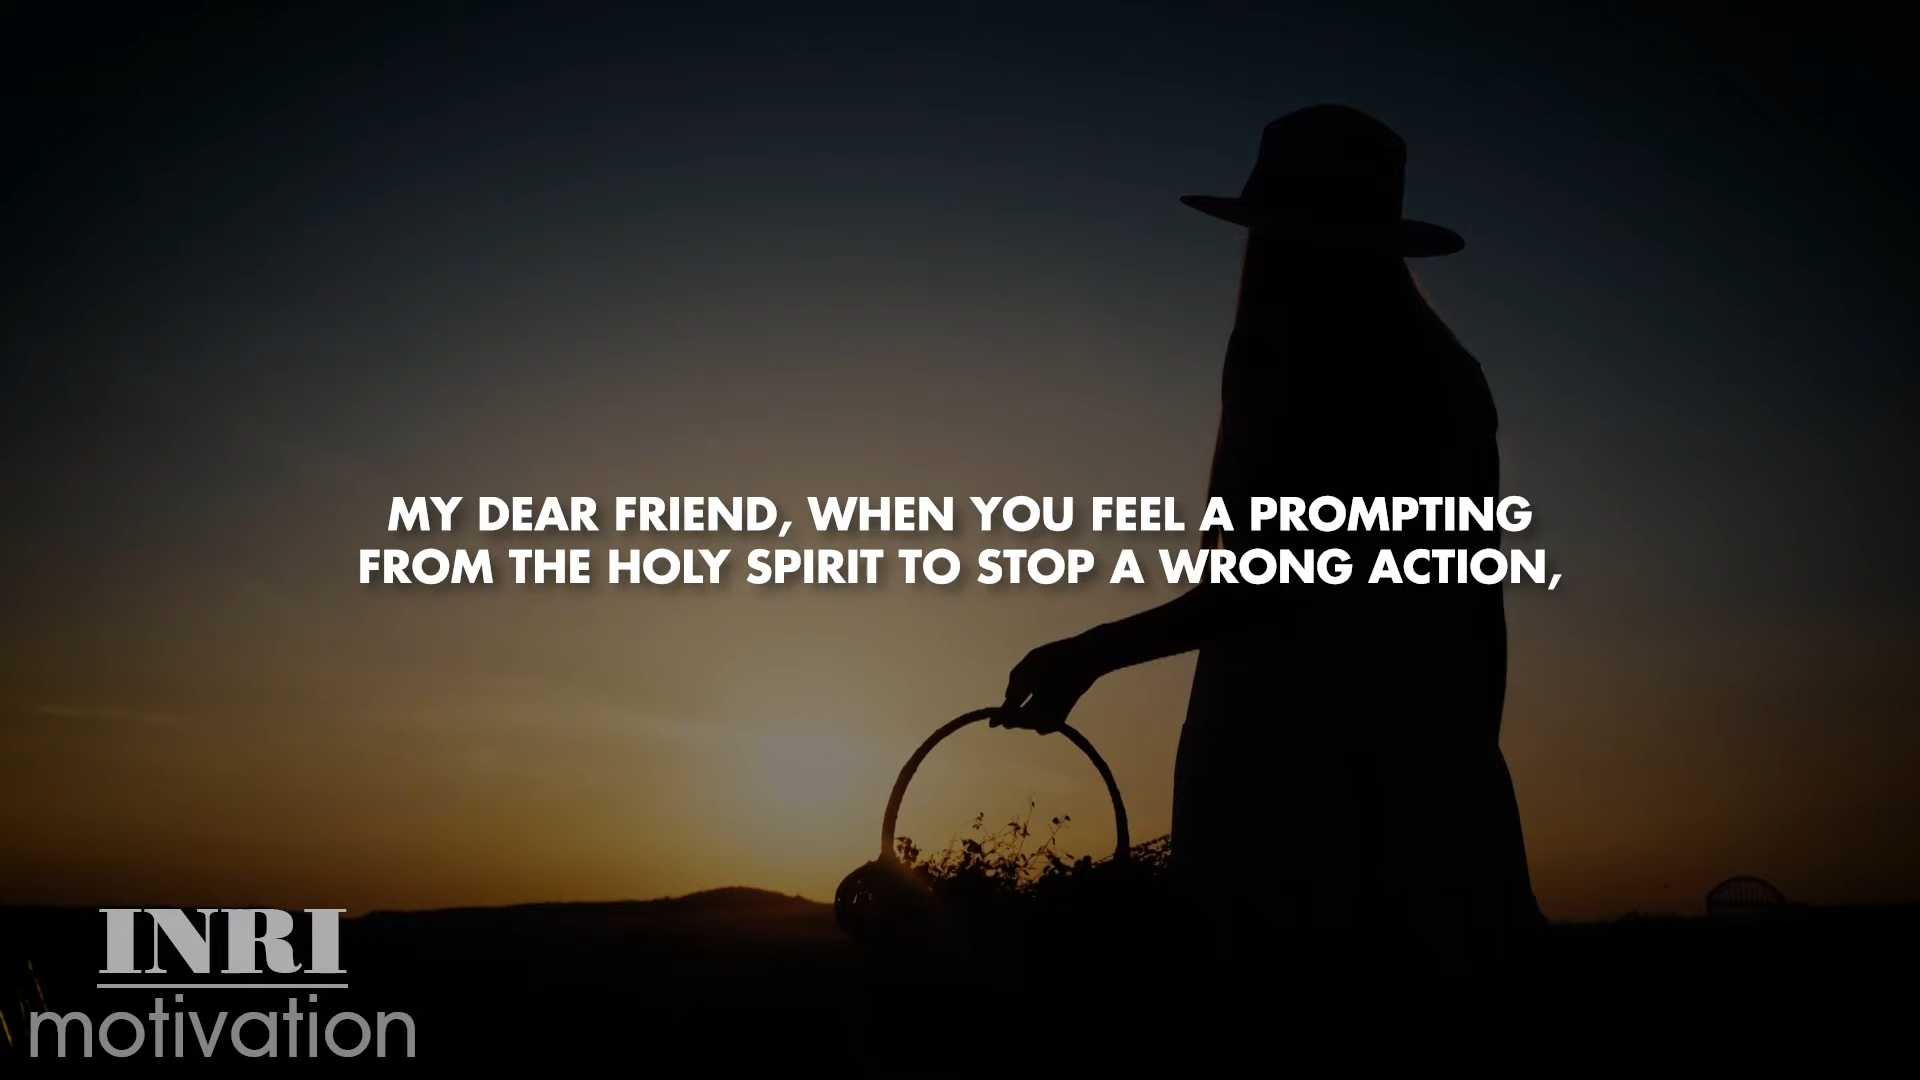 MY DEAR FRIEND, WHEN YOU FEEL A PROMPTING
FROM THE HOLY SPIRIT TO STOP A WRONG ACTION,
INRI
motivation